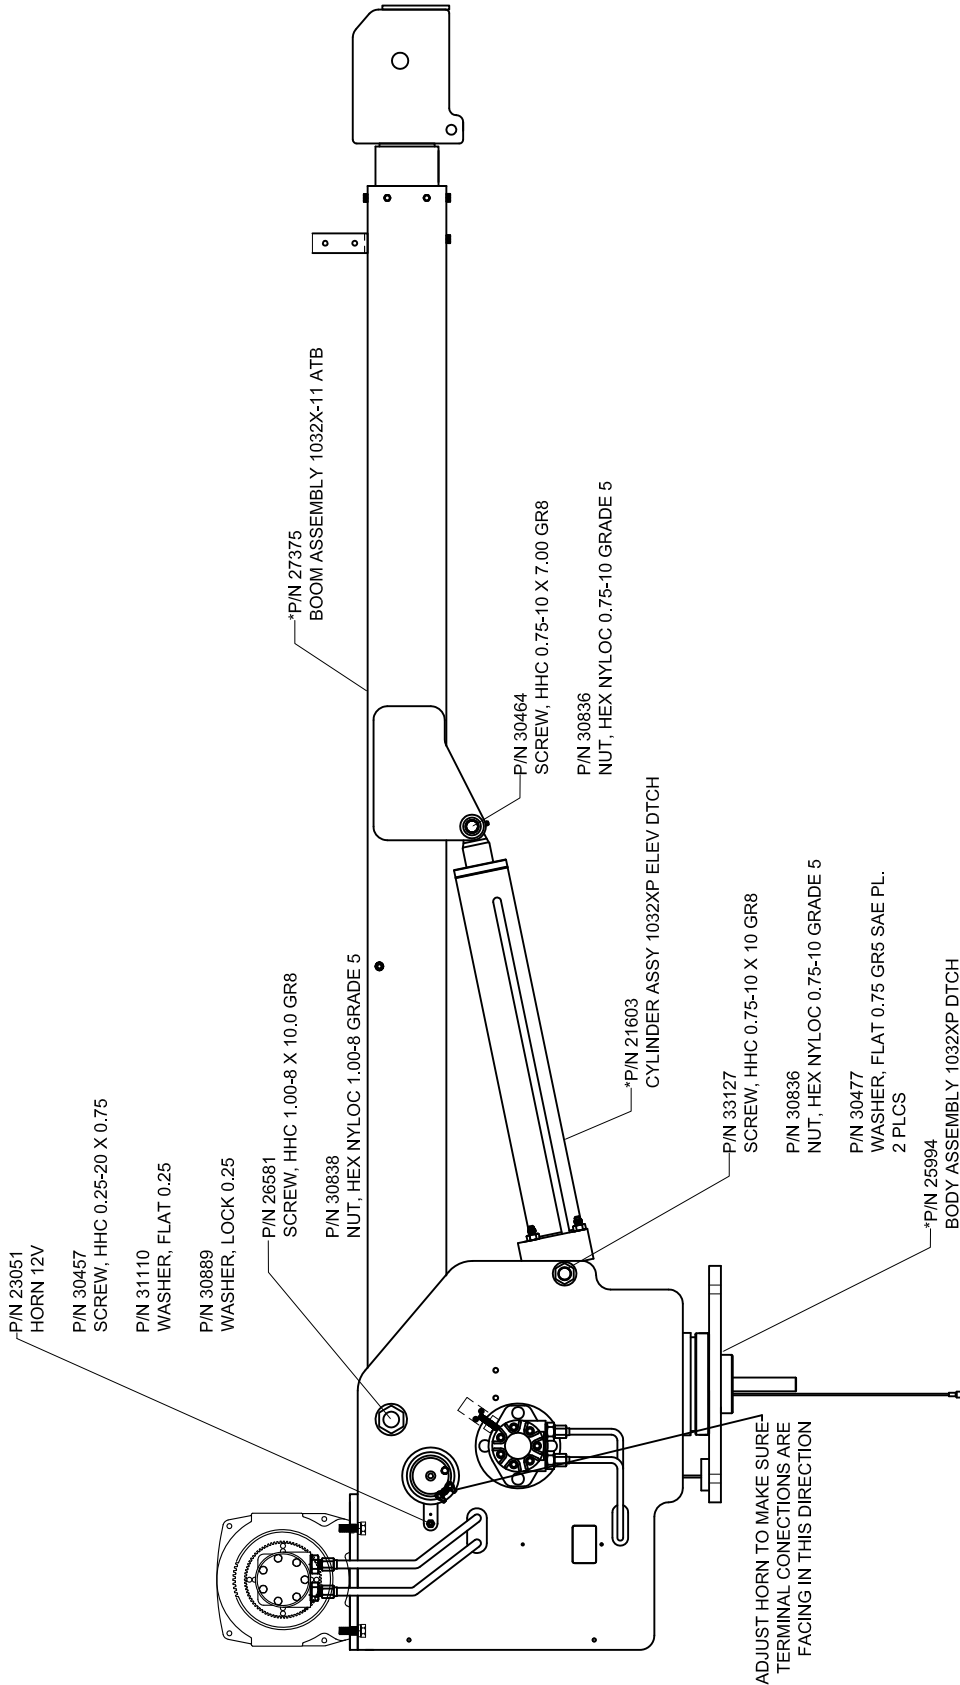 P/N 23051
HORN 12V
P/N 30457
SCREW, HHC 0.25-20 X 0.75
P/N 31110
WASHER, FLAT 0.25
P/N 30889
WASHER, LOCK 0.25
P/N 26581
SCREW, HHC 1.00-8 X 10.0 GR8
P/N 30838
NUT, HEX NYLOC 1.00-8 GRADE 5
*P/N 27375
BOOM ASSEMBLY 1032X-11 ATB
P/N 30464
SCREW, HHC 0.75-10 X 7.00 GR8
P/N 30836
NUT, HEX NYLOC 0.75-10 GRADE 5
*P/N 21603
CYLINDER ASSY 1032XP ELEV DTCH
P/N 33127
SCREW, HHC 0.75-10 X 10 GR8
P/N 30836
NUT, HEX NYLOC 0.75-10 GRADE 5
P/N 30477
WASHER, FLAT 0.75 GR5 SAE PL.
2 PLCS
*P/N 25994
BODY ASSEMBLY 1032XP DTCH
ADJUST HORN TO MAKE SURE
TERMINAL CONECTIONS ARE
FACING IN THIS DIRECTION